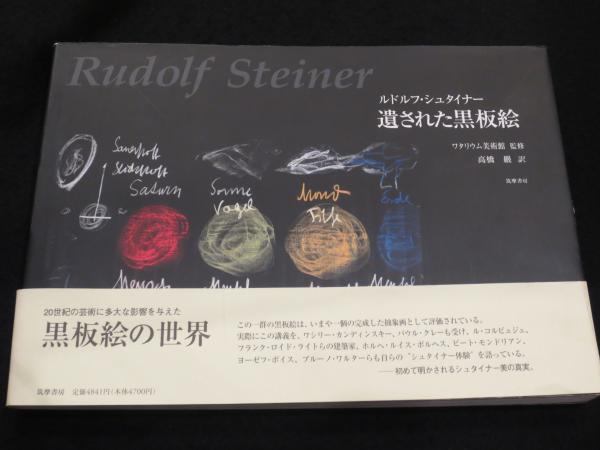 Rudolf Steiner
ルドルフ・シュタイナー
遺された黒板絵
ワタリウム美術館 監修
高橋 巖 訳
筑摩書房
Sauerstoff
Saturn
Sonne
Vogel
Mond
Fische
Erde
Mensch
20世紀の芸術に多大な影響を与えた
黒板絵の世界
この一群の黒板絵は、いまや一個の完成した抽象画として評価されている。
実際にこの講義を、ワシリー・カンディンスキー、パウル・クレーも受け、ル・コルビュジェ、
フランク・ロイド・ライトらの建築家、ホルヘ・ルイス・ボルヘス、ピート・モンドリアン、
ヨーゼフ・ボイス、ブルーノ・ワルターらも自らの“シュタイナー体験”を語っている。
——初めて明かされるシュタイナー美の真実。
筑摩書房 定価4841円(本体4700円)